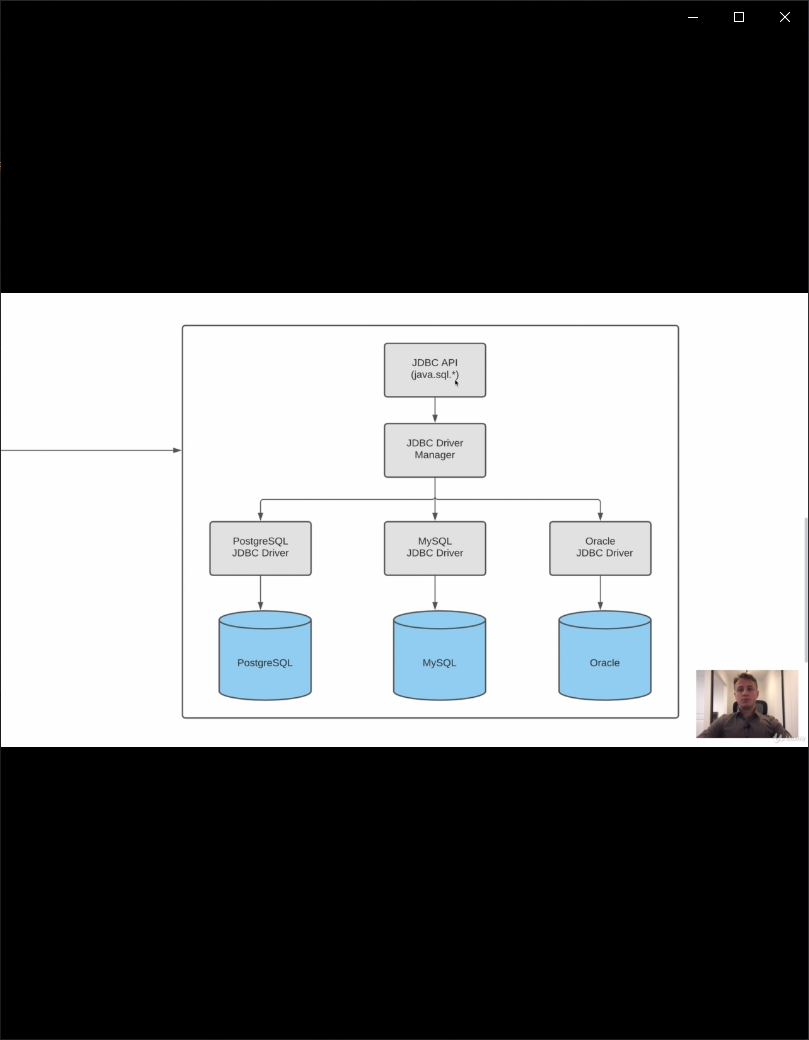 JDBC API
(java.sql.*)
JDBC Driver
Manager
PostgreSQL
JDBC Driver
MySQL
JDBC Driver
Oracle
JDBC Driver
PostgreSQL
MySQL
Oracle